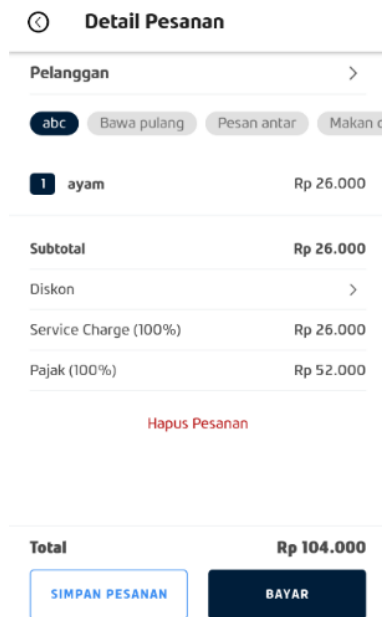 Detail Pesanan
Pelanggan
abc Bawa pulang Pesan antar Makan
1 ayam Rp 26.000
Subtotal Rp 26.000
Diskon
Service Charge (100%) Rp 26.000
Pajak (100%) Rp 52.000
Hapus Pesanan
Total Rp 104.000
SIMPAN PESANAN BAYAR